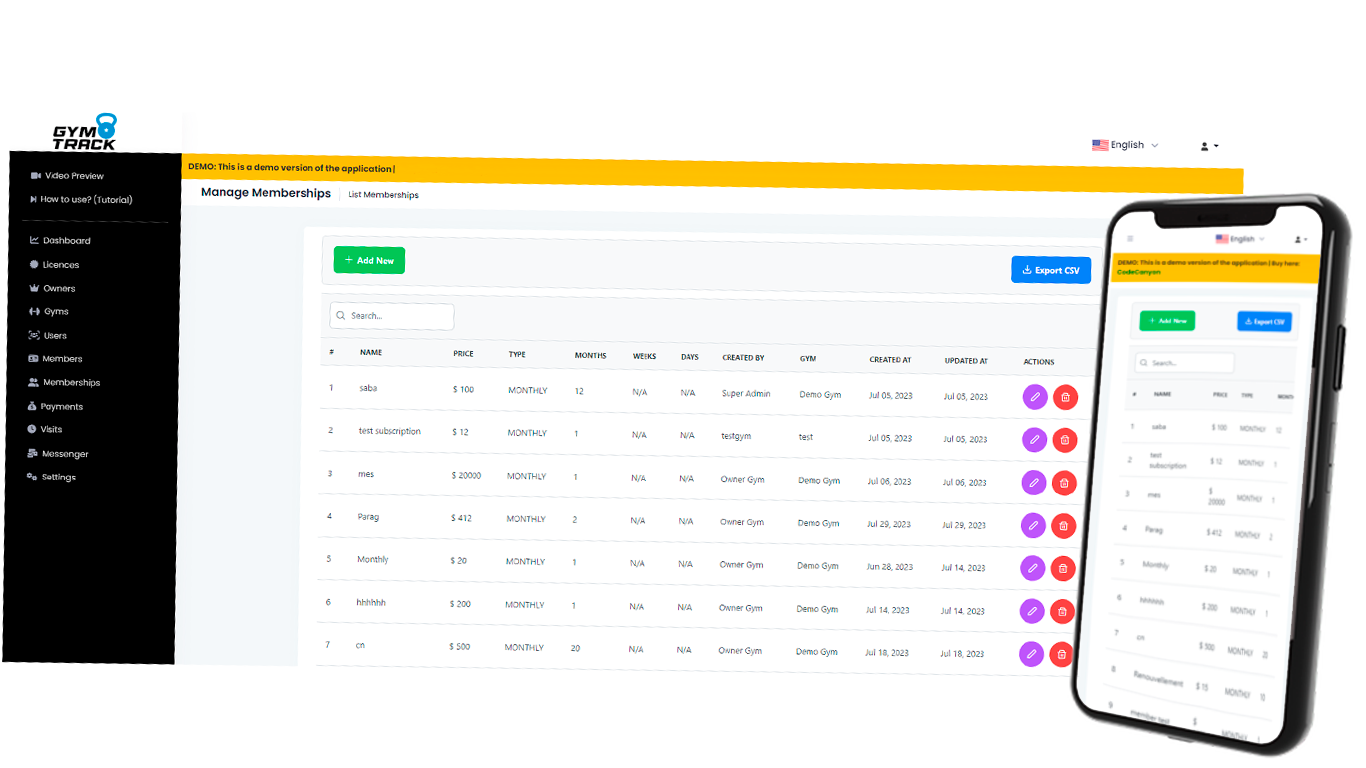 GYM
TRACK
English
Video Preview
How to use? (Tutorial)
Dashboard
Licences
Owners
Gyms
Users
Members
Memberships
Payments
Visits
Messenger
Settings
DEMO: This is a demo version of the application |
Manage Memberships List Memberships
+ Add New Export CSV
Search...
# NAME PRICE TYPE MONTHS WEEKS DAYS CREATED BY GYM CREATED AT UPDATED AT ACTIONS
1 saba $ 100 MONTHLY 12 N/A N/A Super Admin Demo Gym Jul 05, 2023 Jul 05, 2023
2 test subscription $ 12 MONTHLY 1 N/A N/A testgym test Jul 05, 2023 Jul 05, 2023
3 mes $ 20000 MONTHLY 1 N/A N/A Owner Gym Demo Gym Jul 06, 2023 Jul 06, 2023
4 Parag $ 412 MONTHLY 2 N/A N/A Owner Gym Demo Gym Jul 29, 2023 Jul 29, 2023
5 Monthly $ 20 MONTHLY 1 N/A N/A Owner Gym Demo Gym Jun 28, 2023 Jul 14, 2023
6 hhhhhh $ 200 MONTHLY 1 N/A N/A Owner Gym Demo Gym Jul 14, 2023 Jul 14, 2023
7 cn $ 500 MONTHLY 20 N/A N/A Owner Gym Demo Gym Jul 18, 2023 Jul 18, 2023
English
DEMO: This is a demo version of the application | Buy here:
CodeCanyon
+ Add New Export CSV
Search...
# NAME PRICE TYPE MONTH
1 saba $ 100 MONTHLY 12
2 test
subscription $ 12 MONTHLY 1
3 mes $
20000 MONTHLY 1
4 Parag $ 412 MONTHLY 2
5 Monthly $ 20 MONTHLY 1
6 hhhhhh $ 200 MONTHLY 1
7 cn $ 500 MONTHLY 20
8 Renouvellement $ 15 MONTHLY 10
9 member test $ MONTHLY 1